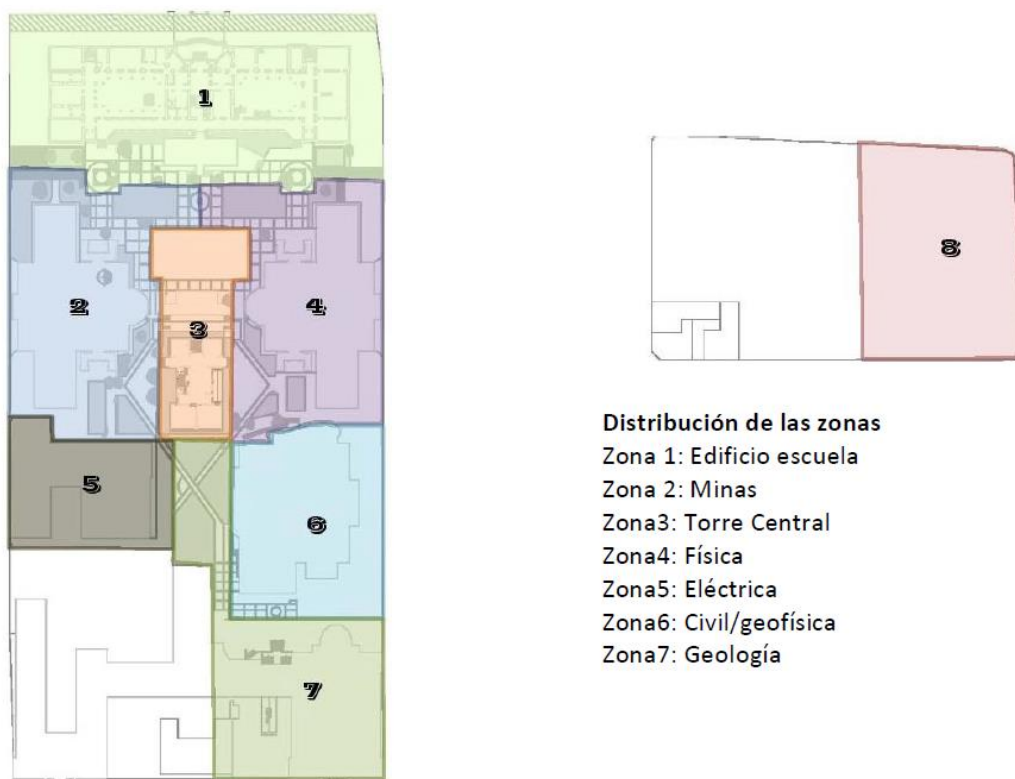 1
2
3
4
5
6
7
8
Distribución de las zonas
Zona 1: Edificio escuela
Zona 2: Minas
Zona3: Torre Central
Zona4: Física
Zona5: Eléctrica
Zona6: Civil/geofísica
Zona7: Geología